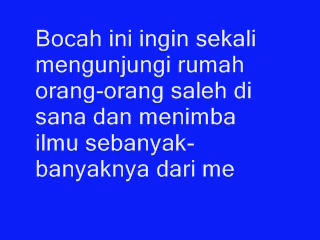 Bocah ini ingin sekali
mengunjungi rumah
orang-orang saleh di
sana dan menimba
ilmu sebanyak-
banyaknya dari me